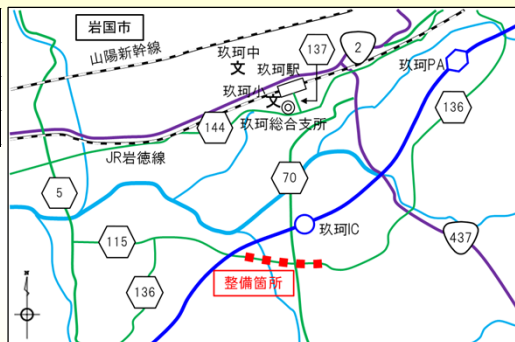 岩国市
山陽新幹線
玖珂中
文
玖珂駅
137
2
玖珂PA
玖珂小
文
玖珂総合支所
136
144
JR岩徳線
5
70
115
玖珂IC
437
136
整備箇所